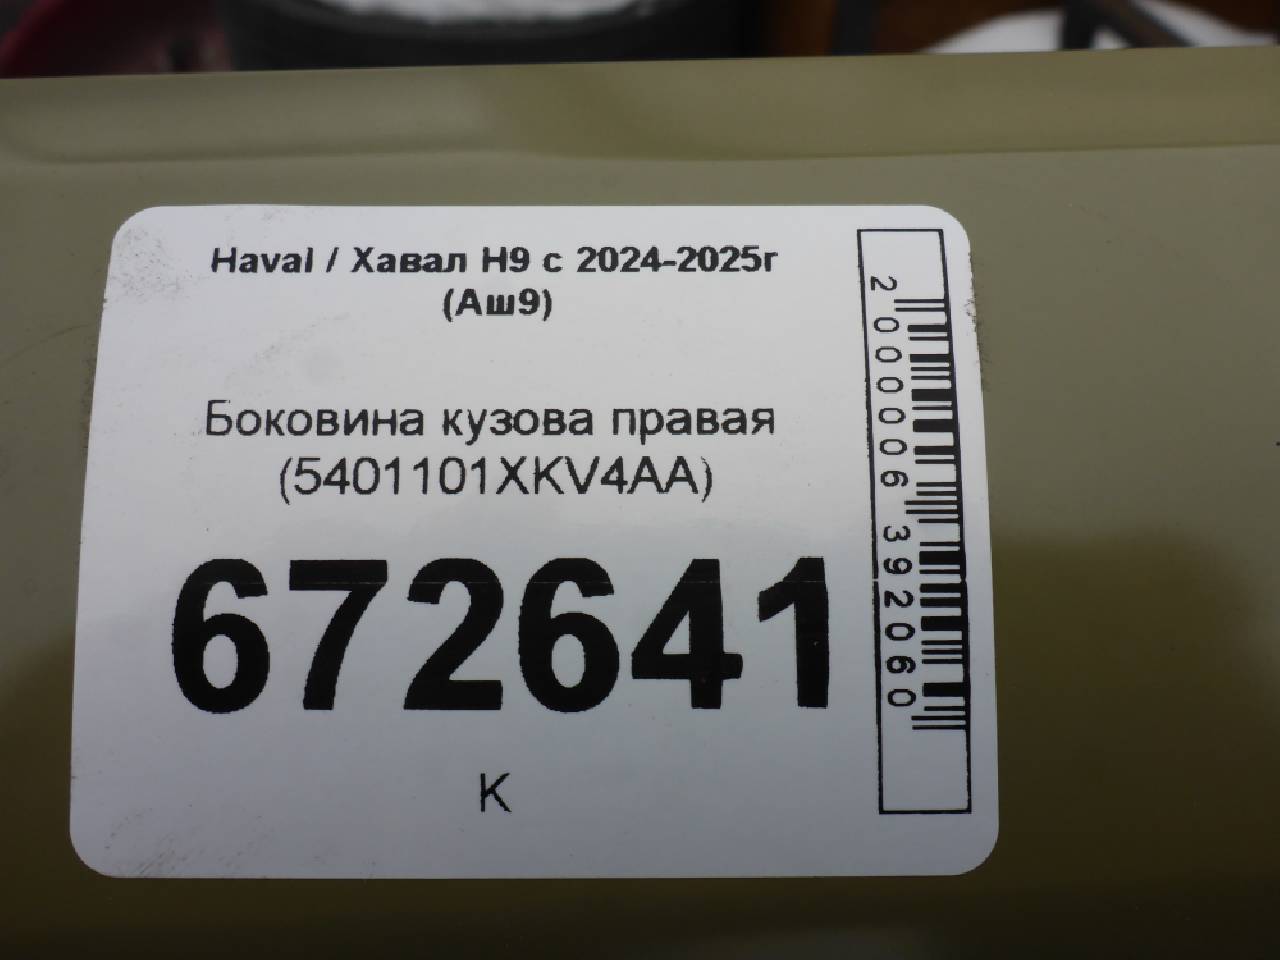 Haval / Хавал H9 с 2024-2025г
(Аш9)
Боковина кузова правая
(5401101XKV4AA)
672641
К
2000006392060